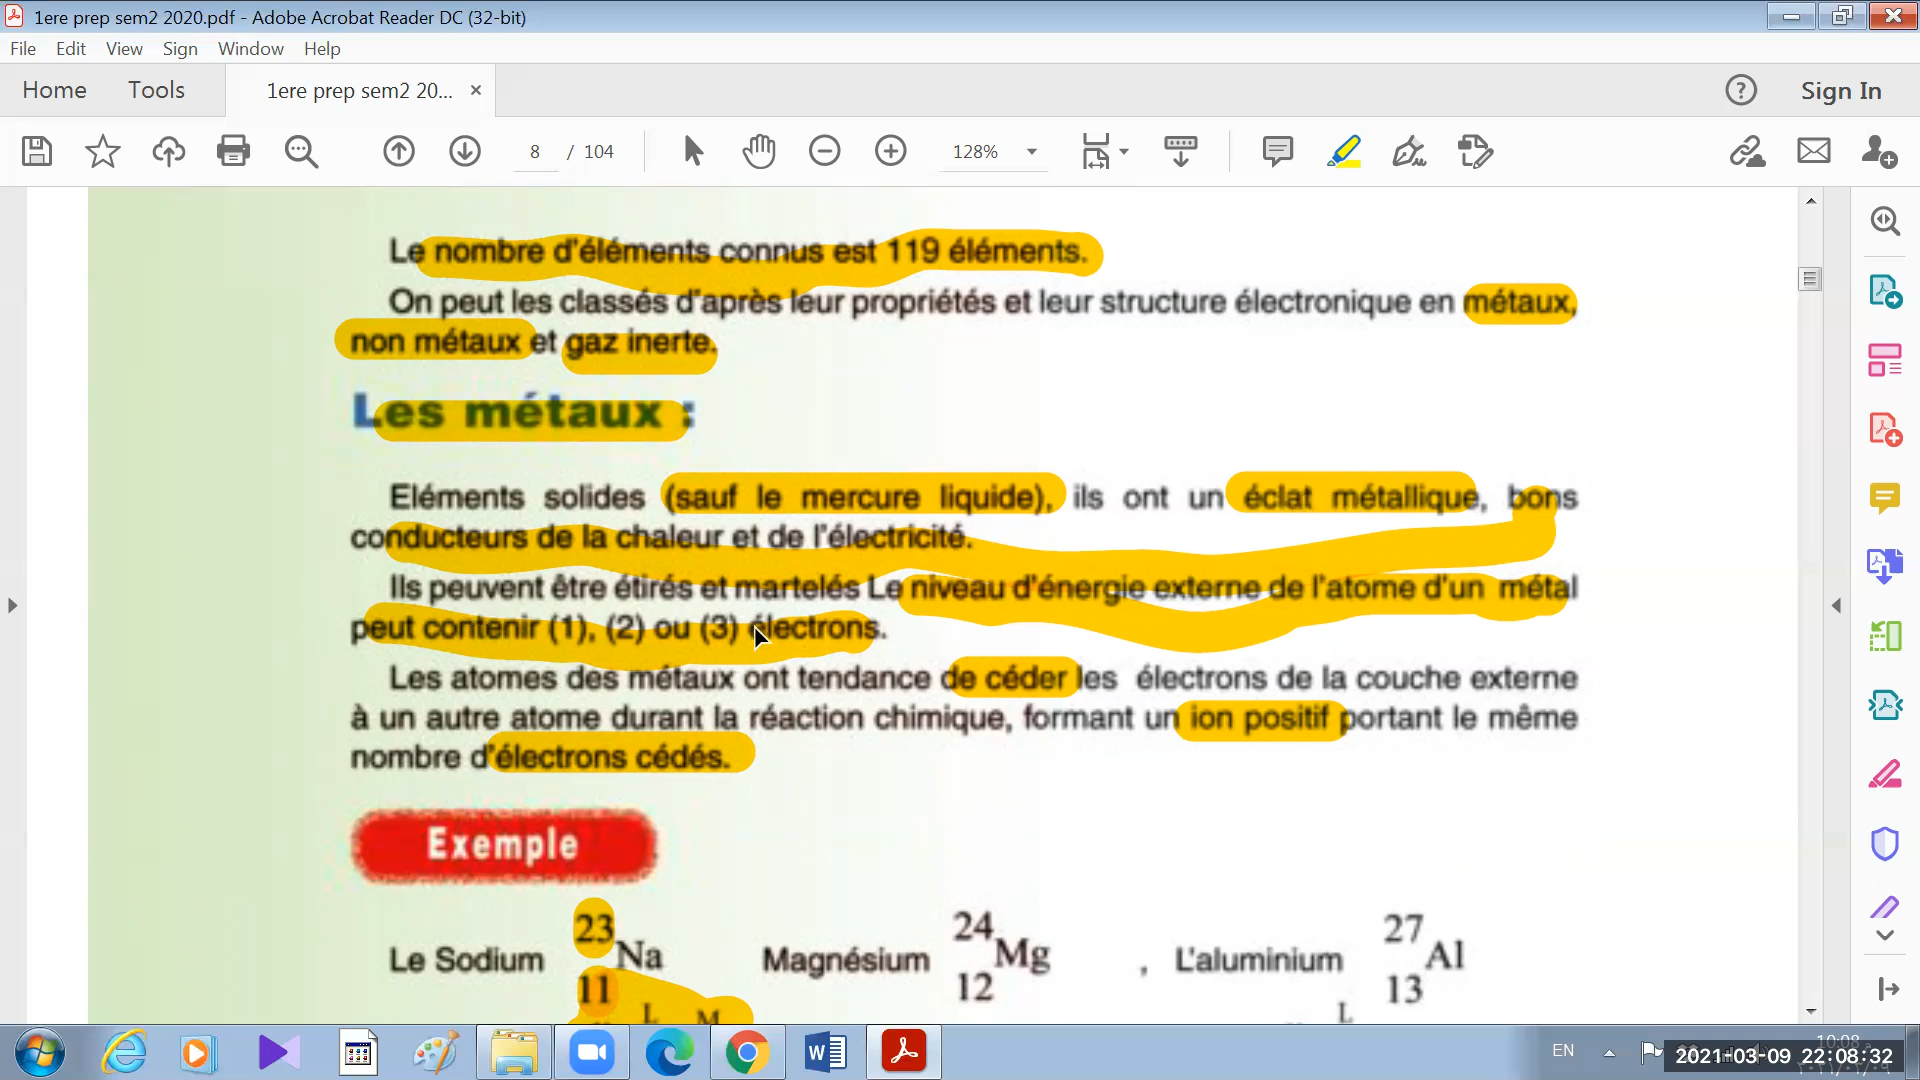 1ere prep sem2 2020.pdf - Adobe Acrobat Reader DC (32-bit)
File Edit View Sign Window Help
Home Tools 1ere prep sem2 20... × Sign In
8 / 104 128%
Le nombre d'éléments connus est 119 éléments.
On peut les classés d'après leur propriétés et leur structure électronique en métaux,
non métaux et gaz inerte.
Les métaux :
Eléments solides (sauf le mercure liquide), ils ont un éclat métallique, bons
conducteurs de la chaleur et de l'électricité.
Ils peuvent être étirés et martelés Le niveau d'énergie externe de l'atome d'un métal
peut contenir (1), (2) ou (3) électrons.
Les atomes des métaux ont tendance de céder les électrons de la couche externe
à un autre atome durant la réaction chimique, formant un ion positif portant le même
nombre d'électrons cédés.
Exemple
Le Sodium 23 11 Na Magnésium 24 12 Mg , L'aluminium 27 13 Al
L M L
EN
2021-03-09 22:08:32